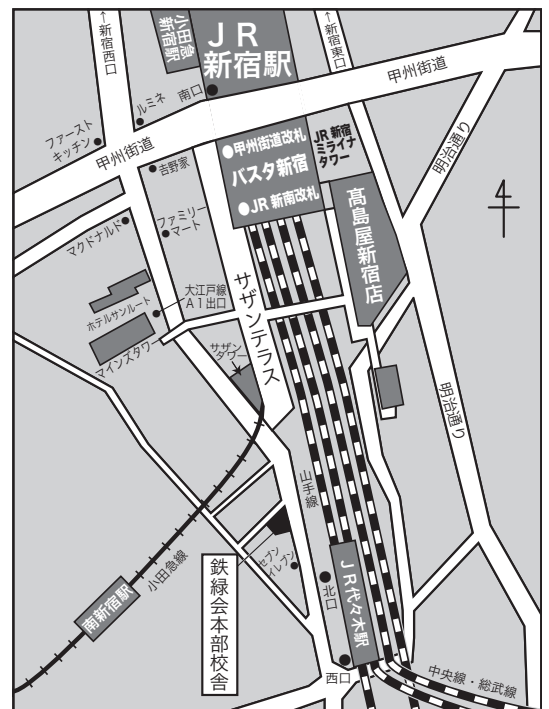 ←新宿西口
小田急
新宿駅
JR
新宿駅
←新宿東口
甲州街道
ルミネ
南口
ファースト
キッチン
甲州街道
吉野家
●甲州街道改札
バスタ新宿
●JR 新南改札
JR 新宿
ミライナ
タワー
明治通り
髙島屋新宿店
マクドナルド
ファミリー
マート
大江戸線
A1出口
ホテルサンルート
マインズタワー
サザンテラス
サザン
タワー
明治通り
山手線
小田急線
南新宿駅
鉄緑会本部校舎
セブン
イレブン
北口
JR代々木駅
西口
中央線・総武線